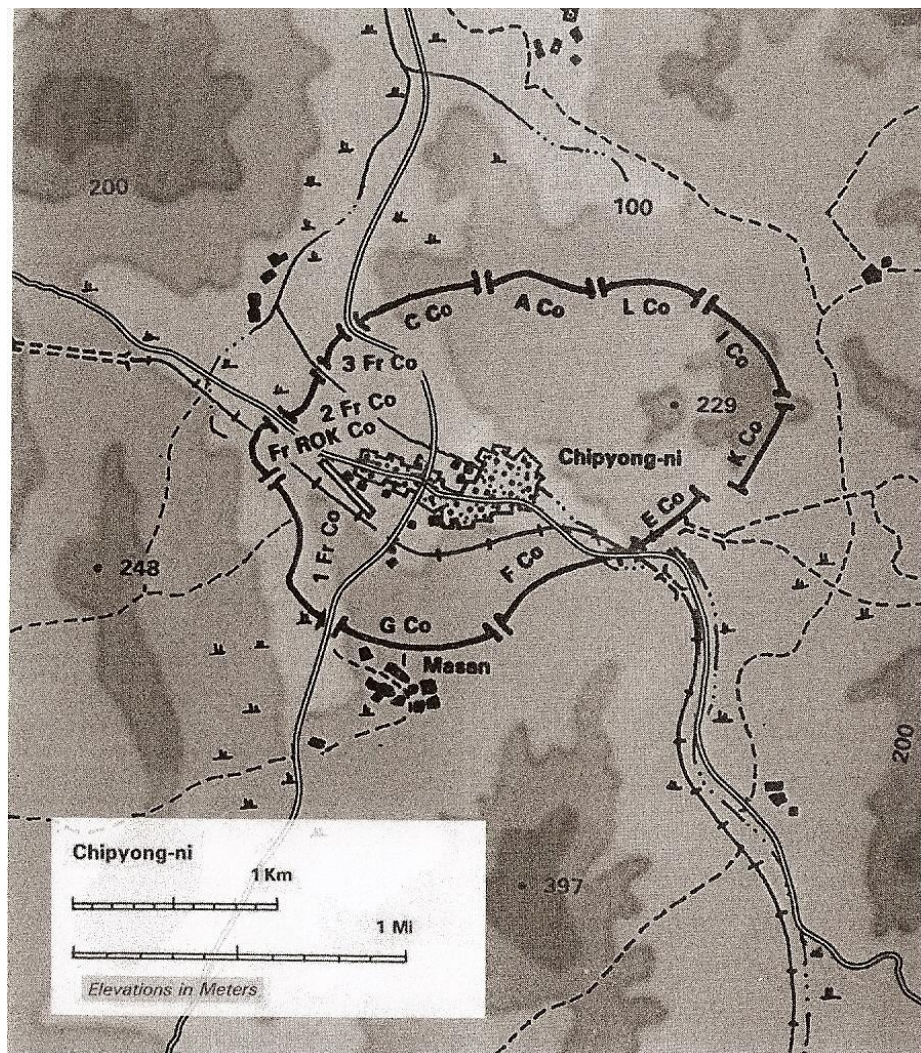 200
100
C Co
A Co
L Co
I Co
3 Fr Co
2 Fr Co
Fr ROK Co
229
K Co
Chipyong-ni
E Co
1 Fr Co
248
F Co
G Co
Masan
200
397
Chipyong-ni
1 Km
1 Mi
Elevations in Meters